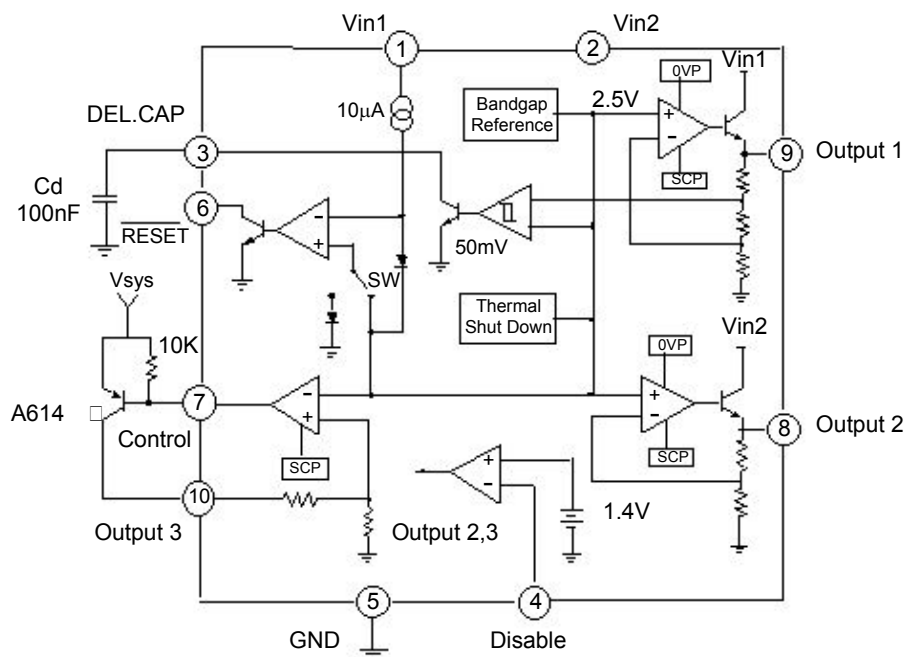 Vin1
Vin2
1
2
DEL.CAP
10μA
Bandgap
Reference
2.5V
0VP
Vin1
+
−
SCP
9
Output 1
3
Cd
100nF
6
RESET
−
+
50mV
SW
Vsys
10K
Thermal
Shut Down
0VP
Vin2
A614
7
Control
−
+
SCP
+
−
SCP
8
Output 2
10
Output 3
Output 2,3
+
−
1.4V
5
GND
4
Disable